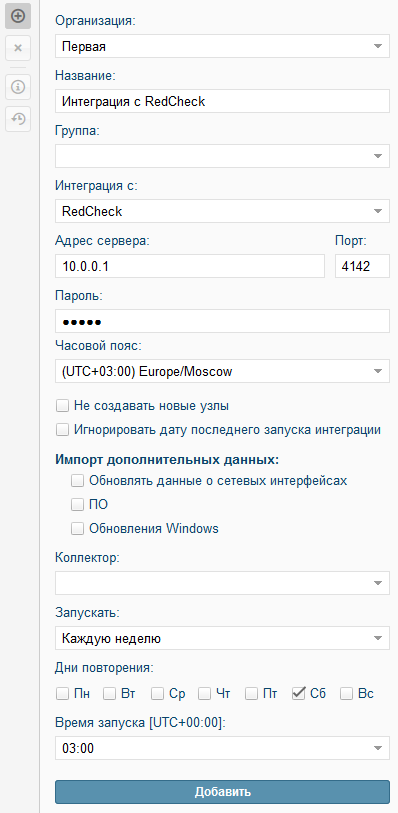 Организация:
Первая
Название:
Интеграция с RedCheck
Группа:
Интеграция с:
RedCheck
Адрес сервера: Порт:
10.0.0.1 4142
Пароль:
●●●●●
Часовой пояс:
(UTC+03:00) Europe/Moscow
Не создавать новые узлы
Игнорировать дату последнего запуска интеграции
Импорт дополнительных данных:
Обновлять данные о сетевых интерфейсах
ПО
Обновления Windows
Коллектор:
Запускать:
Каждую неделю
Дни повторения:
Пн Вт Ср Чт Пт Сб Вс
Время запуска [UTC+00:00]:
03:00
Добавить